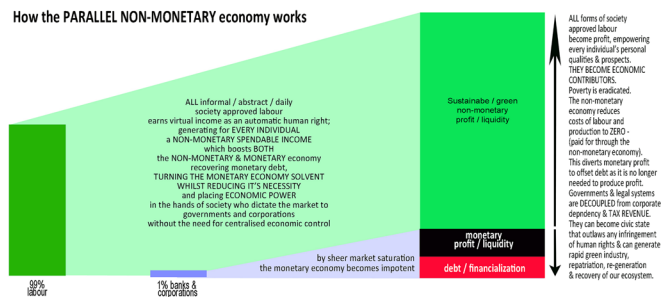 How the PARALLEL NON-MONETARY economy works
ALL informal / abstract / daily
society approved labour
earns virtual income as an automatic human right;
generating for EVERY INDIVIDUAL
a NON-MONETARY SPENDABLE INCOME
which boosts BOTH
the NON-MONETARY & MONETARY economy
recovering monetary debt,
TURNING THE MONETARY ECONOMY SOLVENT
WHILST REDUCING IT'S NECESSITY
and placing ECONOMIC POWER
in the hands of society who dictate the market to
governments and corporations
without the need for centralised economic control
by sheer market saturation
the monetary economy becomes impotent
99%
labour
1% banks &
corporations
Sustainabe / green
non-monetary
profit / liquidity
monetary
profit / liquidity
debt / financialization
ALL forms of society
approved labour
become profit, empowering
every individual's personal
qualities & prospects.
THEY BECOME ECONOMIC
CONTRIBUTORS.
Poverty is eradicated.
The non-monetary
economy reduces
costs of labour and
production to ZERO -
(paid for through the
non-monetary economy).
This diverts monetary profit
to offset debt as it is no longer
needed to produce profit.
Governments & legal systems
are DECOUPLED from corporate
depndency & TAX REVENUE.
They can become civic state
that outlaws any infringement
of human rights & can generate
rapid green industry,
repatriation, re-generation
& recovery of our ecosystem.